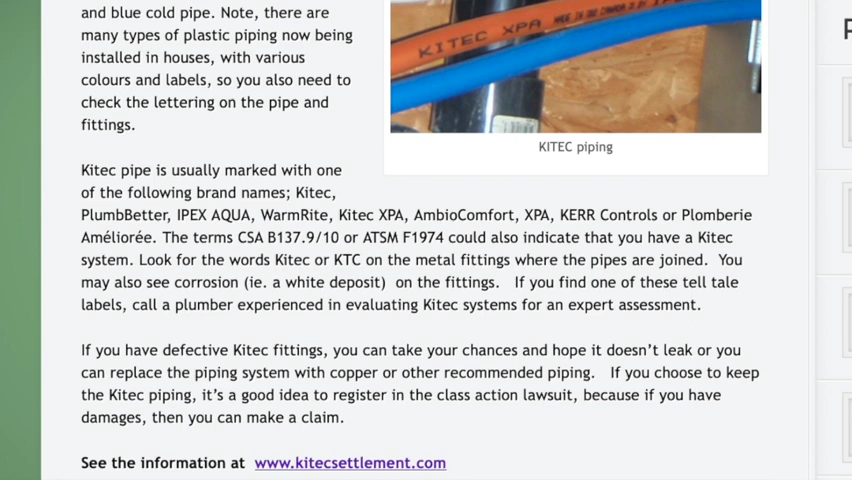 and blue cold pipe. Note, there are
many types of plastic piping now being
installed in houses, with various
colours and labels, so you also need to
check the lettering on the pipe and
fittings.
KITEC XPA
KITEC piping
Kitec pipe is usually marked with one
of the following brand names; Kitec,
PlumbBetter, IPEX AQUA, WarmRite, Kitec XPA, AmbioComfort, XPA, KERR Controls or Plomberie
Améliorée. The terms CSA B137.9/10 or ATSM F1974 could also indicate that you have a Kitec
system. Look for the words Kitec or KTC on the metal fittings where the pipes are joined. You
may also see corrosion (ie. a white deposit) on the fittings. If you find one of these tell tale
labels, call a plumber experienced in evaluating Kitec systems for an expert assessment.
If you have defective Kitec fittings, you can take your chances and hope it doesn't leak or you
can replace the piping system with copper or other recommended piping. If you choose to keep
the Kitec piping, it's a good idea to register in the class action lawsuit, because if you have
damages, then you can make a claim.
See the information at www.kitecsettlement.com